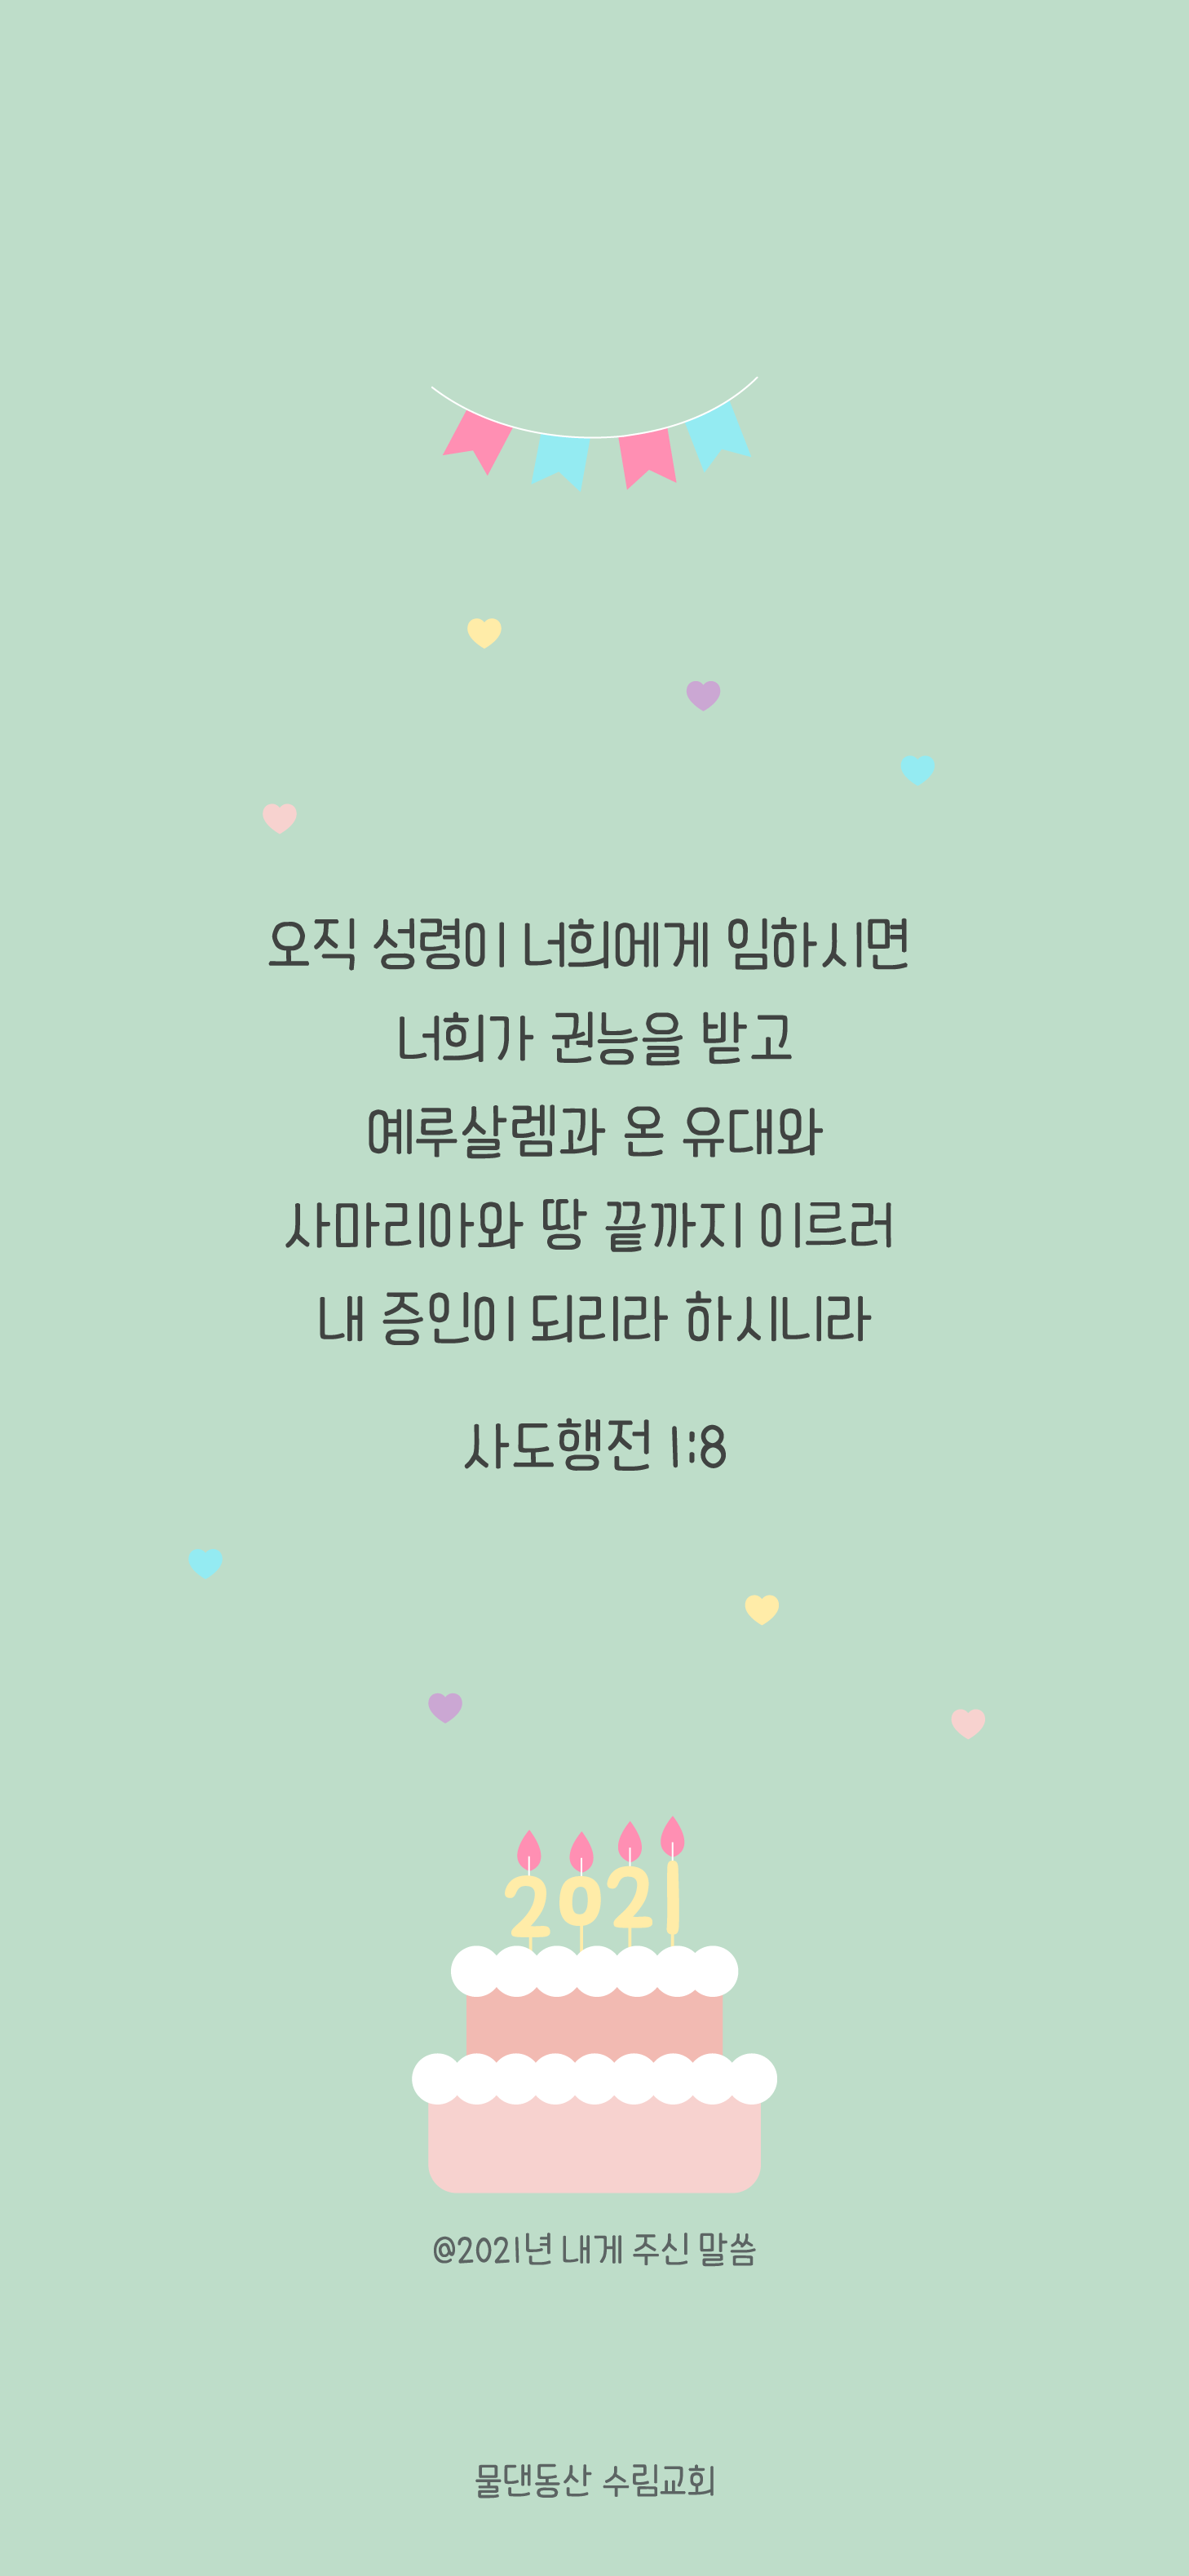 오직 성령이 너희에게 임하시면
너희가 권능을 받고
예루살렘과 온 유대와
사마리아와 땅 끝까지 이르러
내 증인이 되리라 하시니라
사도행전 1:8
2021
@2021년 내게 주신 말씀
물댄동산 수림교회